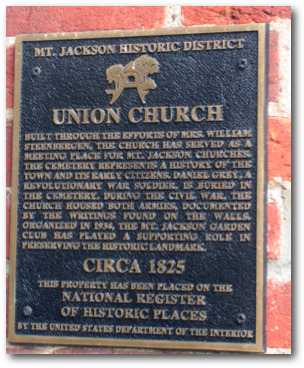 MT. JACKSON HISTORIC DISTRICT
UNION CHURCH
BUILT THROUGH THE EFFORTS OF MRS. WILLIAM
STEENBERGEN, THE CHURCH HAS SERVED AS A
MEETING PLACE FOR MT. JACKSON CHURCHES.
THE CEMETERY REPRESENTS A HISTORY OF THE
TOWN AND ITS EARLY CITIZENS. DANIEL GREY, A
REVOLUTIONARY WAR SOLDIER, IS BURIED IN
THE CEMETERY. DURING THE CIVIL WAR, THE
CHURCH HOUSED BOTH ARMIES, DOCUMENTED
BY THE WRITINGS FOUND ON THE WALLS.
ORGANIZED IN 1934, THE MT. JACKSON GARDEN
CLUB HAS PLAYED A SUPPORTING ROLE IN
PRESERVING THE HISTORIC LANDMARK.
CIRCA 1825
THIS PROPERTY HAS BEEN PLACED ON THE
NATIONAL REGISTER
OF HISTORIC PLACES
BY THE UNITED STATES DEPARTMENT OF THE INTERIOR